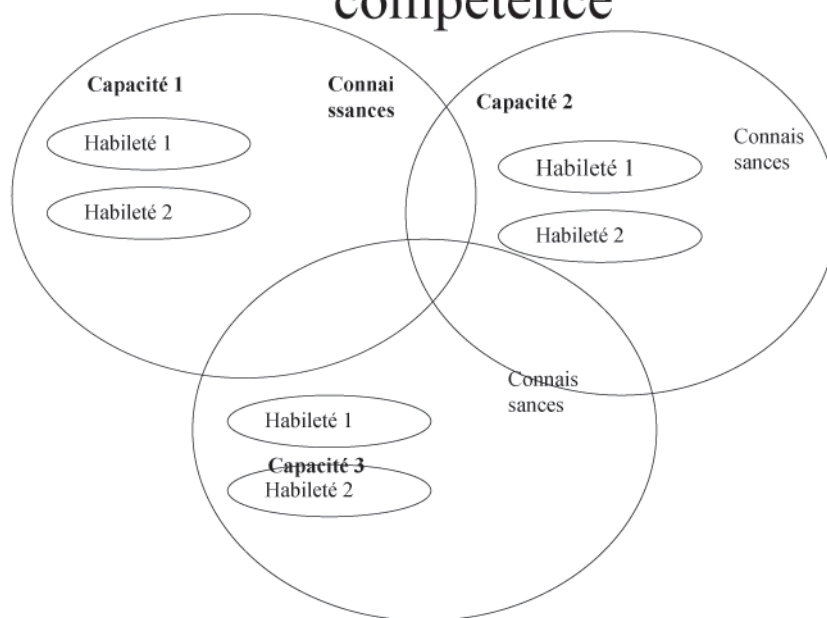 compétence
Capacité 1
Connai
ssances
Habileté 1
Habileté 2
Capacité 2
Connais
sances
Habileté 1
Habileté 2
Connais
sances
Habileté 1
Capacité 3
Habileté 2